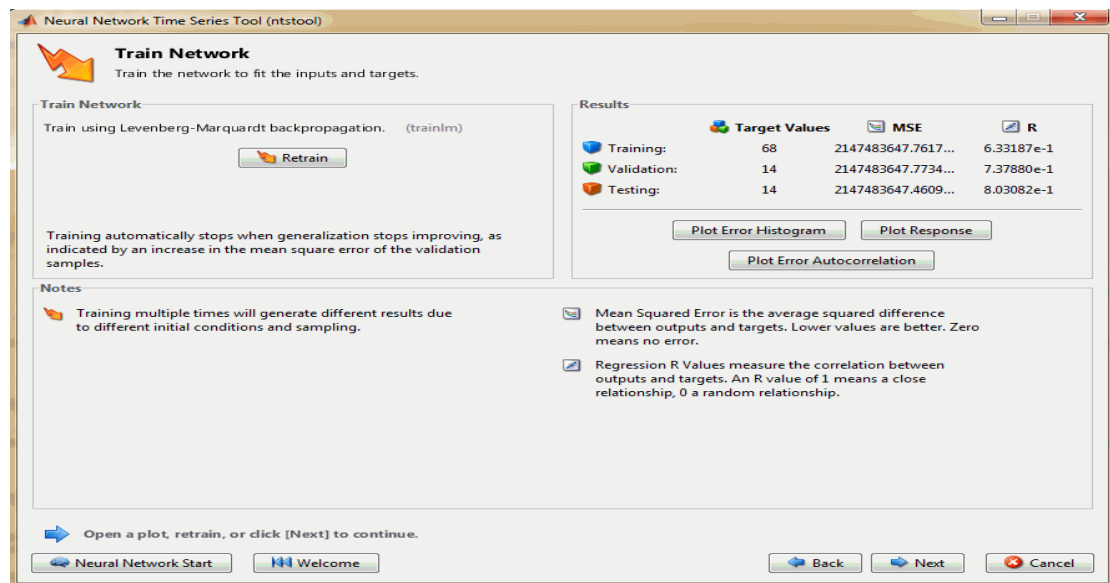 Neural Network Time Series Tool (ntstool)
Train Network
Train the network to fit the inputs and targets.
Train Network
Train using Levenberg-Marquardt backpropagation. (trainlm)
Retrain
Training automatically stops when generalization stops improving, as
indicated by an increase in the mean square error of the validation
samples.
Results
Target Values MSE R
Training: 68 2147483647.7617... 6.33187e-1
Validation: 14 2147483647.7734... 7.37880e-1
Testing: 14 2147483647.4609... 8.03082e-1
Plot Error Histogram Plot Response
Plot Error Autocorrelation
Notes
Training multiple times will generate different results due
to different initial conditions and sampling.
Mean Squared Error is the average squared difference
between outputs and targets. Lower values are better. Zero
means no error.
Regression R Values measure the correlation between
outputs and targets. An R value of 1 means a close
relationship, 0 a random relationship.
Open a plot, retrain, or click [Next] to continue.
Neural Network Start Welcome Back Next Cancel